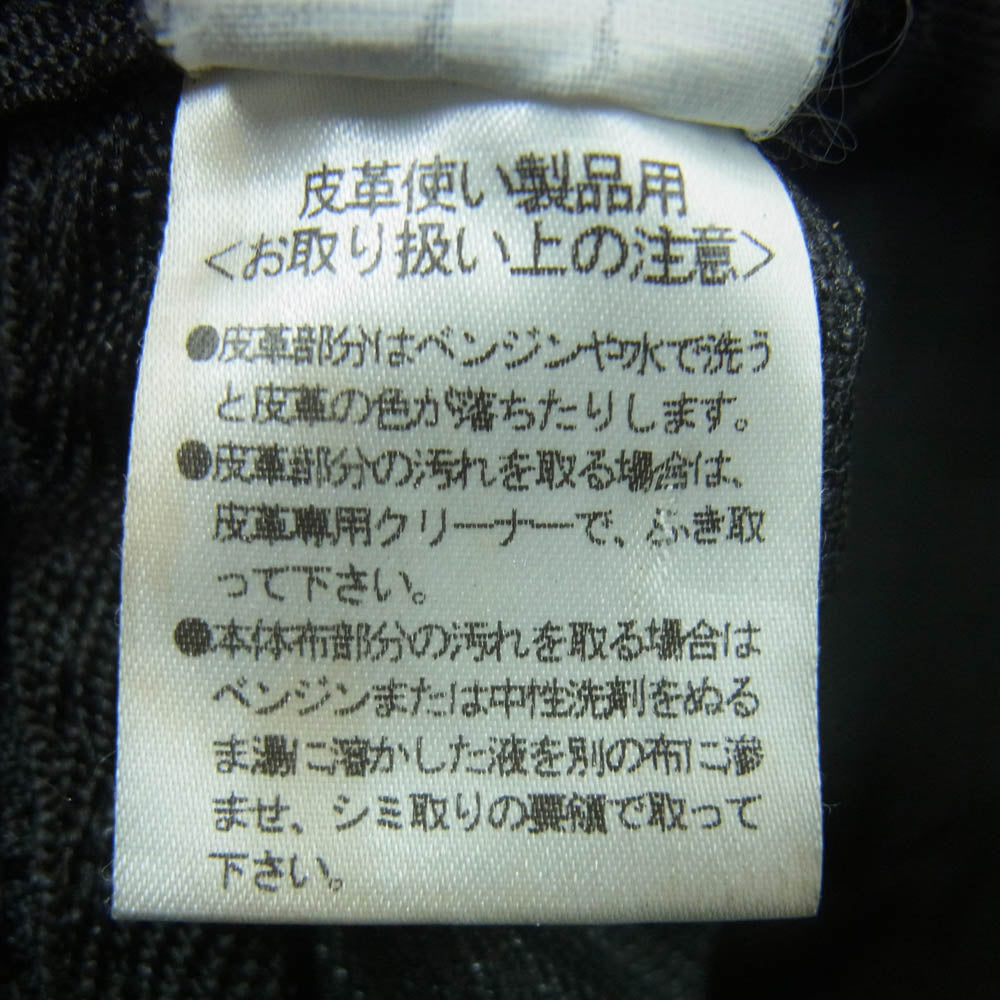 皮革使い製品用
<お取り扱い上の注意>
●皮革部分はベンジンや水で洗う
と皮革の色が落ちたりします。
●皮革部分の汚れを取る場合は、
皮革専用クリーナーで、ふき取
って下さい。
●本体布部分の汚れを取る場合は
ベンジンまたは中性洗剤をぬる
ま湯に溶かした液を別の布に滲
ませ、シミ取りの要領で取って
下さい。